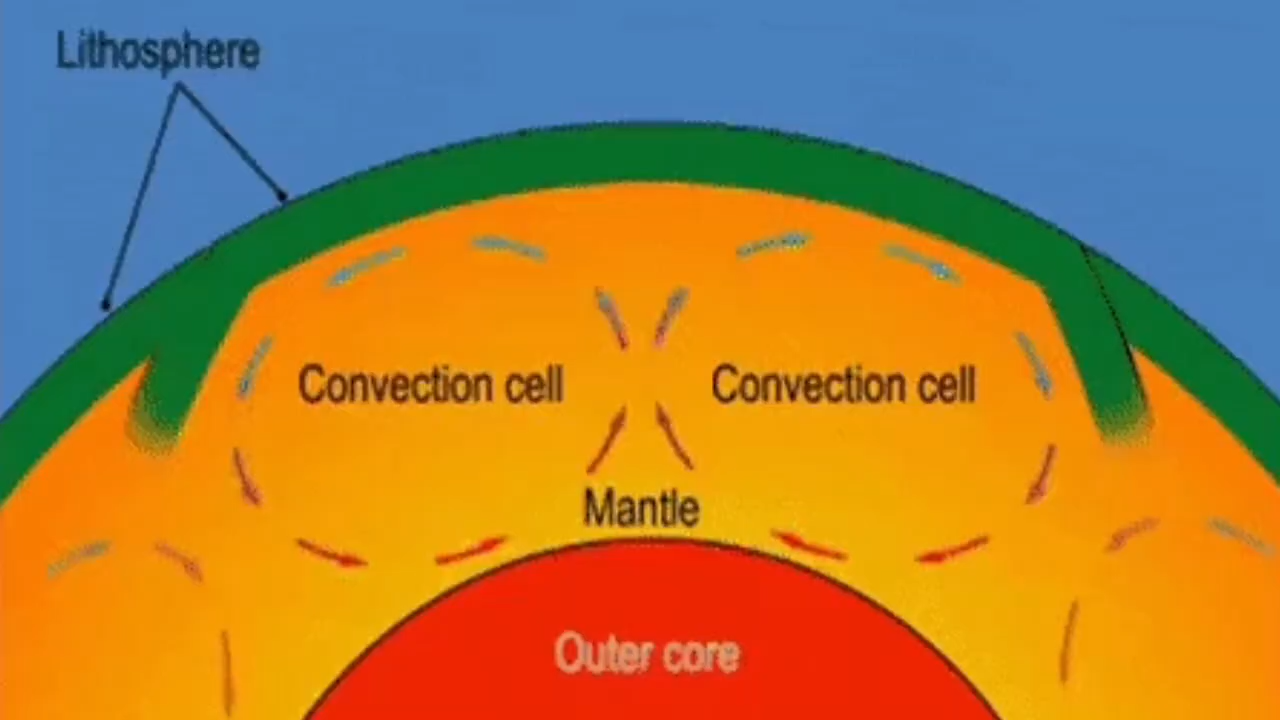 Lithosphere
Convection cell
Convection cell
Mantle
Outer core